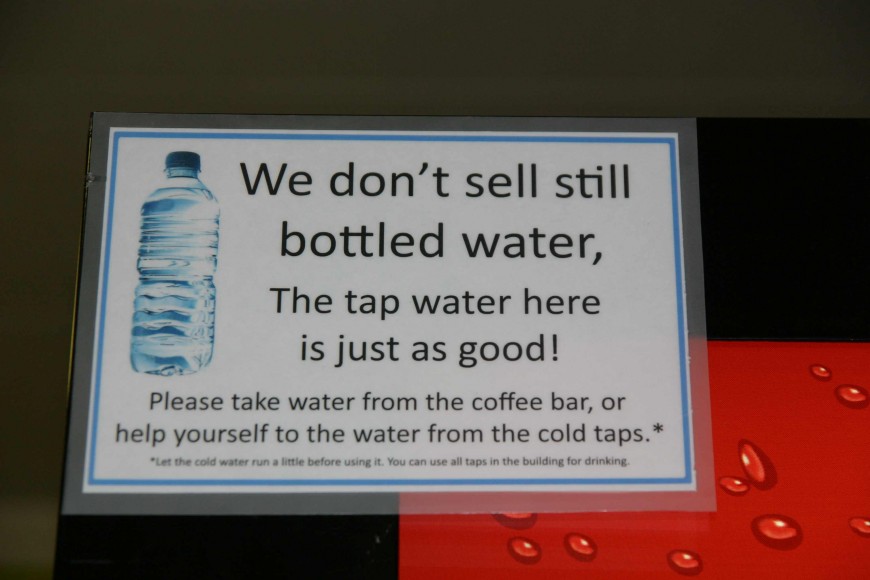 We don't sell still
bottled water,
The tap water here
is just as good!
Please take water from the coffee bar, or
help yourself to the water from the cold taps.*
*Let the cold water run a little before using it. You can use all taps in the building for drinking.